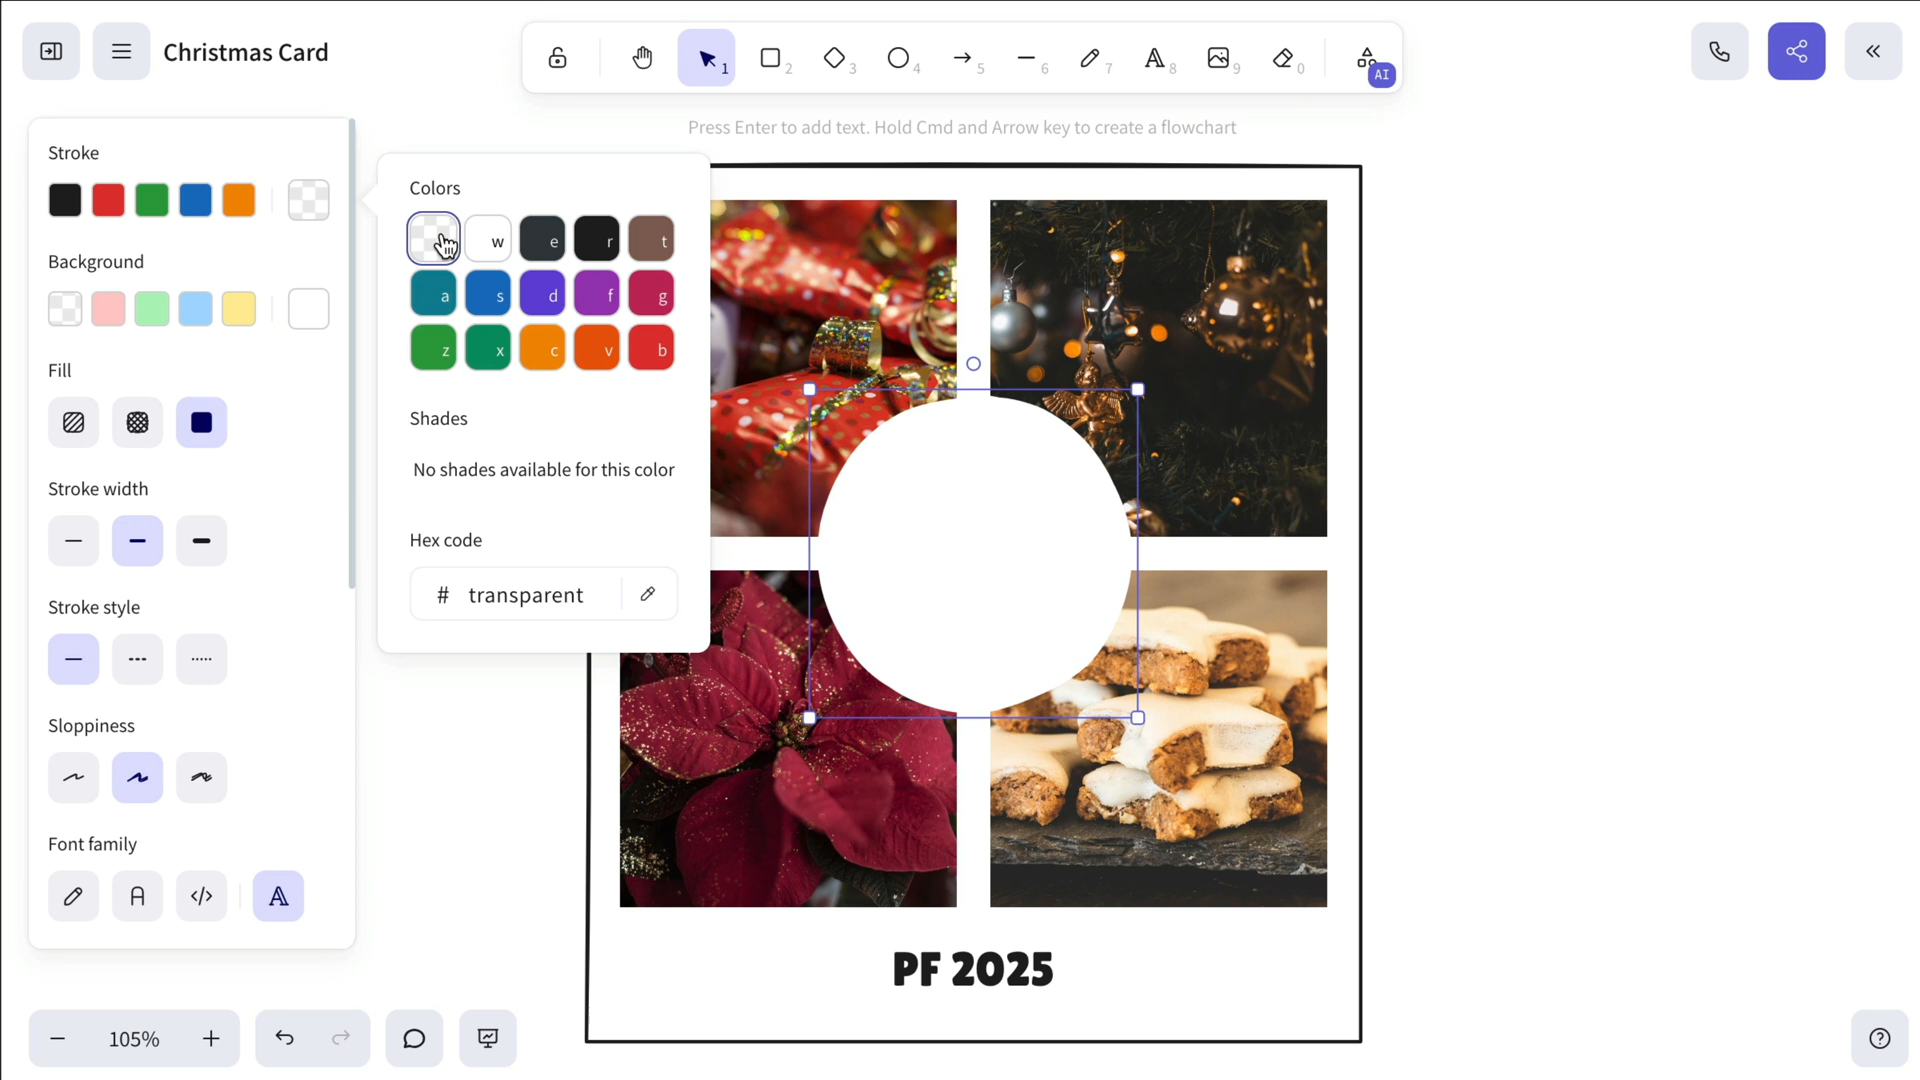 Christmas Card
1
2
3
4
5
6
7
8
9
0
AI
Press Enter to add text. Hold Cmd and Arrow key to create a flowchart
Stroke
Background
Fill
Stroke width
Stroke style
Sloppiness
Font family
Colors
w e r t
a s d f g
z x c v b
Shades
No shades available for this color
Hex code
# transparent
PF 2025
105%